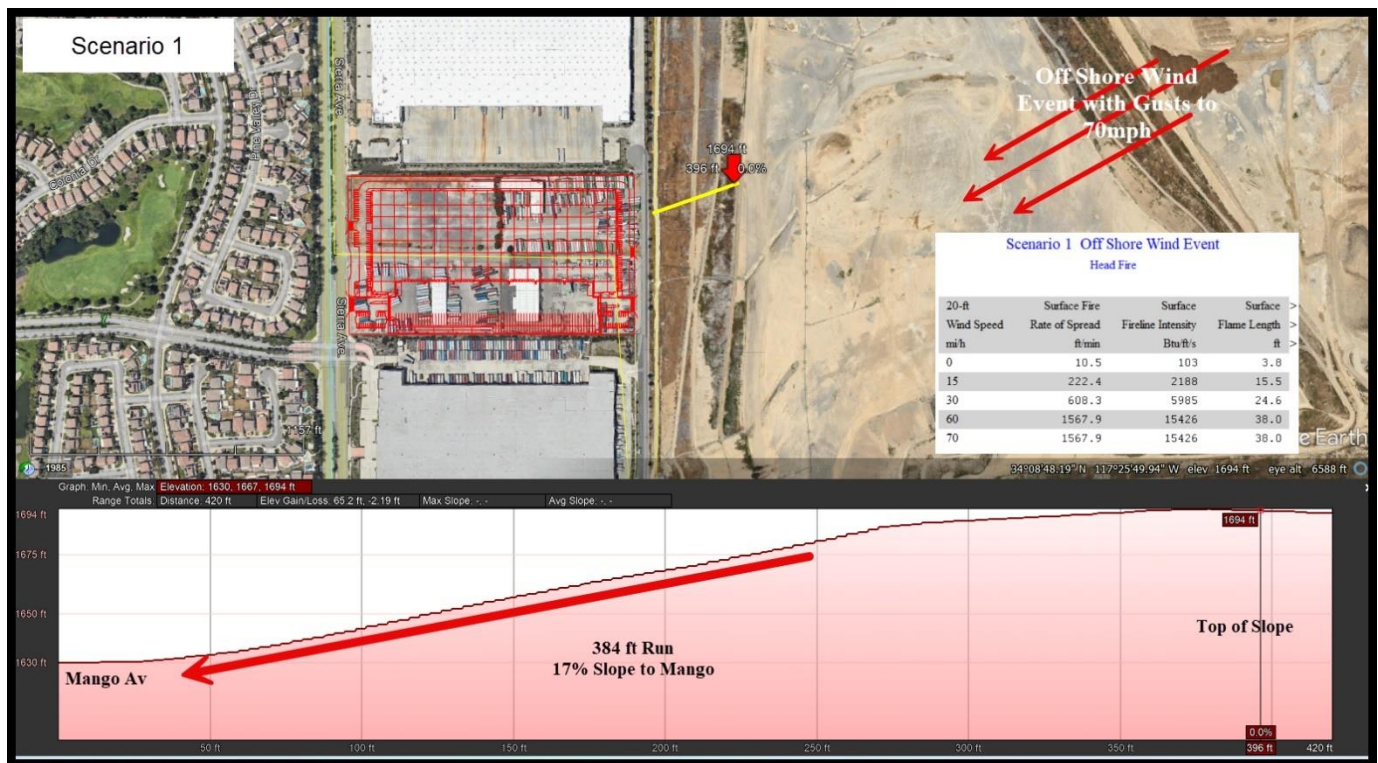 Scenario 1
Off Shore Wind
Event with Gusts to
70mph
Sierra Ave.
Pine Valley Dr
Colonial Dr
1694 ft
396 ft
0.0%
Sierra Ave.
Scenario 1 Off Shore Wind Event
Head Fire
20-ft Surface Fire Surface Surface >
Wind Speed Rate of Spread Fireline Intensity Flame Length >
mi/h ft/min Btu/ft/s ft >
0 10.5 103 3.8
15 222.4 2188 15.5
30 608.3 5985 24.6
60 1567.9 15426 38.0
70 1567.9 15426 38.0
1157 ft
e Earth
1985
34°08'48.19" N 117°25'49.94" W elev 1694 ft eye alt 6588 ft
Graph: Min, Avg, Max Elevation: 1630, 1667, 1694 ft
Range Totals: Distance: 420 ft Elev Gain/Loss: 65.2 ft, -2.19 ft Max Slope: -, - Avg Slope: -, -
1694 ft
1694 ft
1675 ft
1650 ft
Top of Slope
384 ft Run
17% Slope to Mango
1630 ft
Mango Av
0.0%
50 ft 100 ft 150 ft 200 ft 250 ft 300 ft 350 ft 396 ft 420 ft